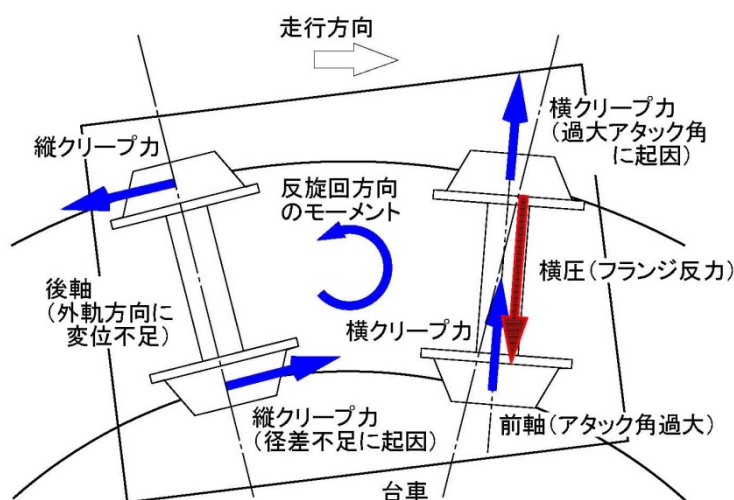 走行方向
横クリープ力
(過大アタック角
に起因)
縦クリープ力
反旋回方向
のモーメント
横圧(フランジ反力)
後軸
(外軌方向に
変位不足)
横クリープ力
縦クリープ力
(径差不足に起因)
前軸(アタック角過大)
台車